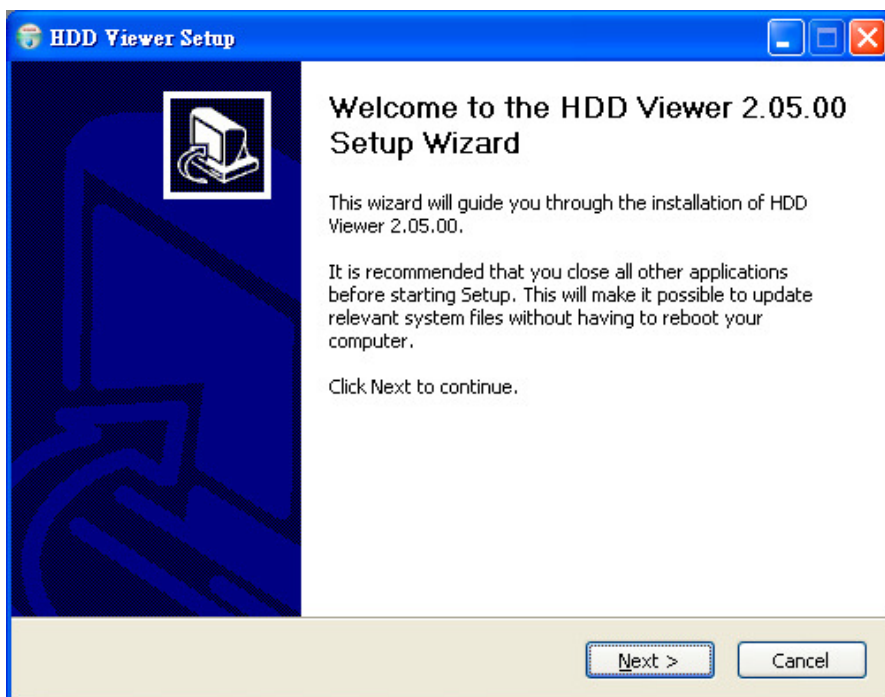 HDD Viewer Setup
Welcome to the HDD Viewer 2.05.00
Setup Wizard
This wizard will guide you through the installation of HDD
Viewer 2.05.00.
It is recommended that you close all other applications
before starting Setup. This will make it possible to update
relevant system files without having to reboot your
computer.
Click Next to continue.
Next >
Cancel